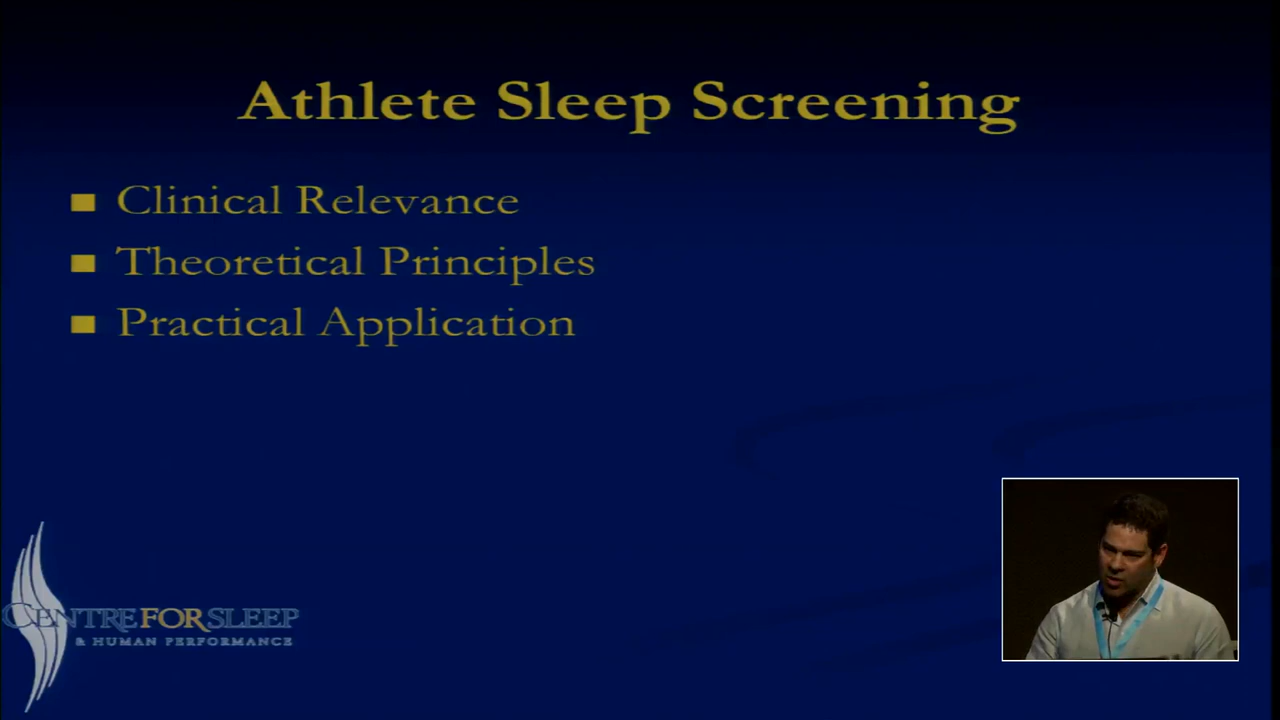 Athlete Sleep Screening
Clinical Relevance
Theoretical Principles
Practical Application
CENTRE FOR SLEEP
& HUMAN PERFORMANCE